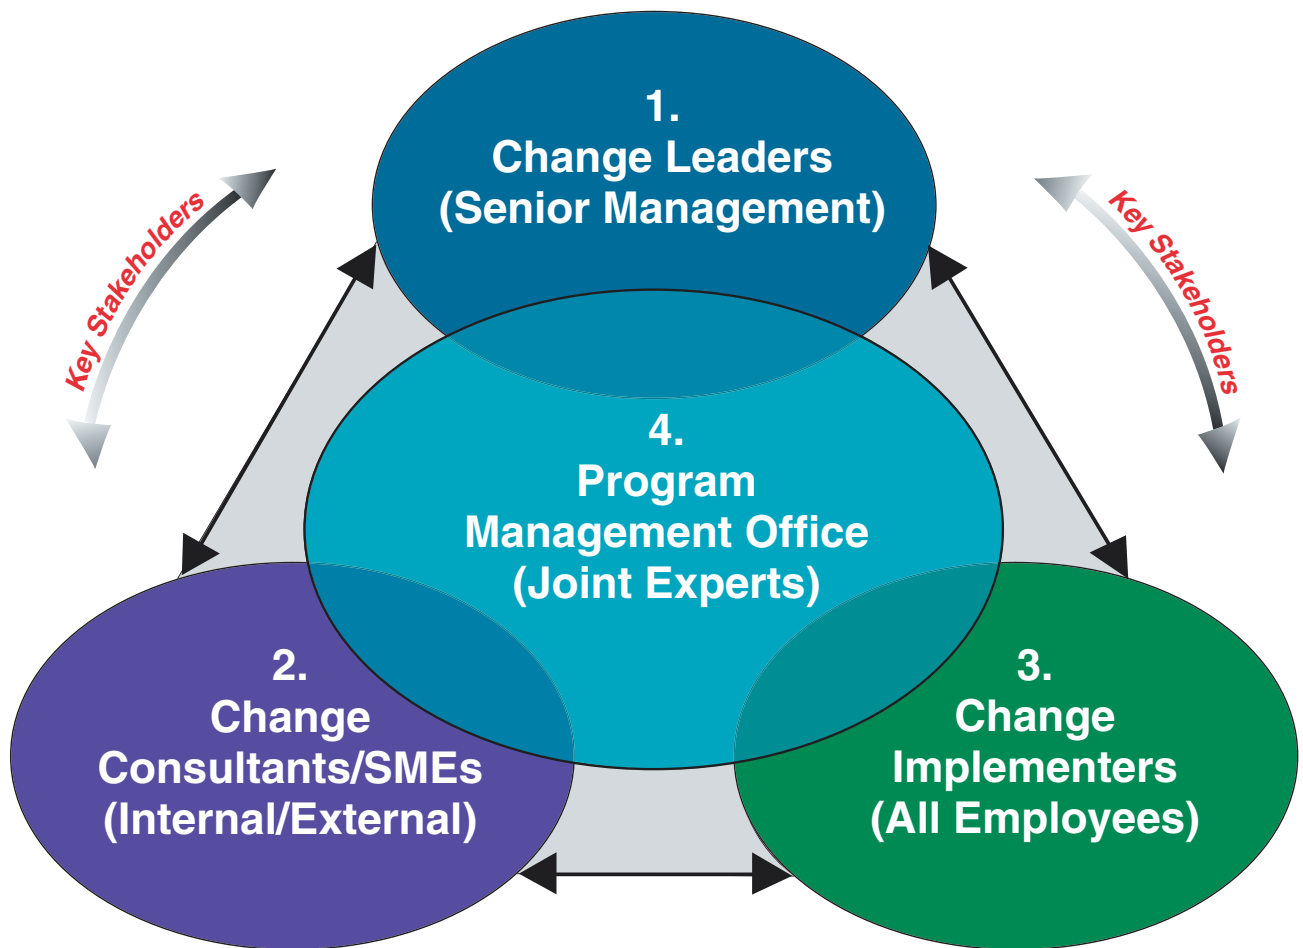 1.
Change Leaders
(Senior Management)
Key Stakeholders
Key Stakeholders
4.
Program
Management Office
(Joint Experts)
2.
Change
Consultants/SMEs
(Internal/External)
3.
Change
Implementers
(All Employees)